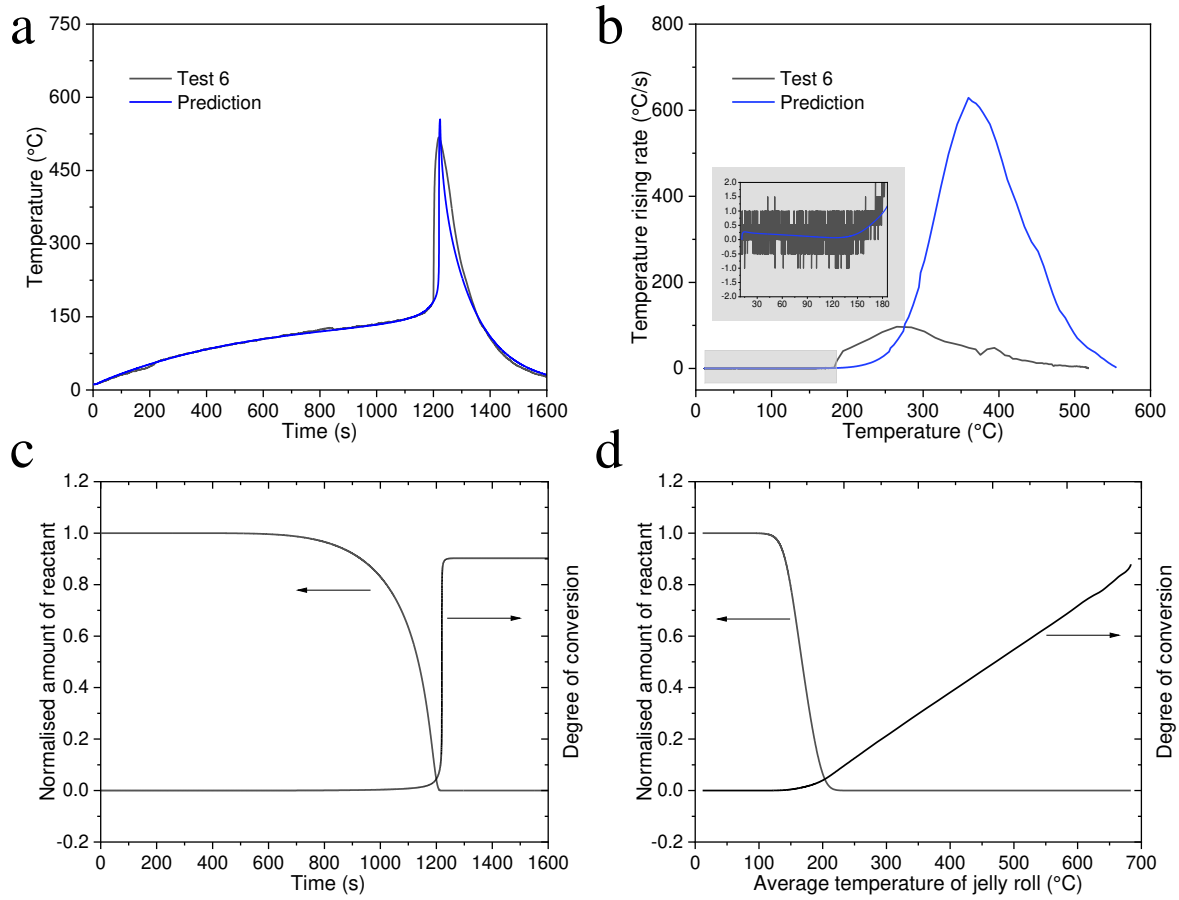 a
750
600
450
300
150
0
Temperature (°C)
Test 6
Prediction
0 200 400 600 800 1000 1200 1400 1600
Time (s)
b
800
600
400
200
0
Temperature rising rate (°C/s)
Test 6
Prediction
2.0
1.5
1.0
0.5
0.0
-0.5
-1.0
-1.5
-2.0
30 60 90 120 150 180
0 100 200 300 400 500 600
Temperature (°C)
c
1.2
1.0
0.8
0.6
0.4
0.2
0.0
-0.2
Normalised amount of reactant
Degree of conversion
0 200 400 600 800 1000 1200 1400 1600
Time (s)
d
1.2
1.0
0.8
0.6
0.4
0.2
0.0
-0.2
Normalised amount of reactant
Degree of conversion
0 100 200 300 400 500 600 700
Average temperature of jelly roll (°C)